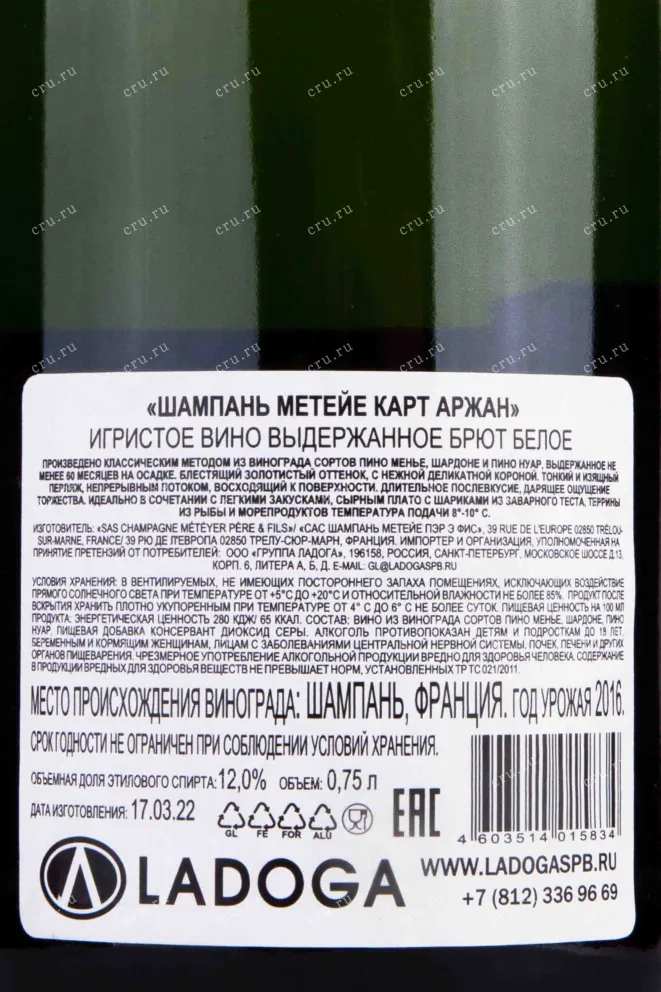 «ШАМПАНЬ МЕТЕЙЕ КАРТ АРЖАН»
ИГРИСТОЕ ВИНО ВЫДЕРЖАННОЕ БРЮТ БЕЛОЕ
ПРОИЗВЕДЕНО КЛАССИЧЕСКИМ МЕТОДОМ ИЗ ВИНОГРАДА СОРТОВ ПИНО МЕНЬЕ, ШАРДОНЕ И ПИНО НУАР, ВЫДЕРЖАННОЕ НЕ
МЕНЕЕ 60 МЕСЯЦЕВ НА ОСАДКЕ. БЛЕСТЯЩИЙ ЗОЛОТИСТЫЙ ОТТЕНОК, С НЕЖНОЙ ДЕЛИКАТНОЙ КОРОНОЙ. ТОНКИЙ И ИЗЯЩНЫЙ
ПЕРЛЯЖ, НЕПРЕРЫВНЫМ ПОТОКОМ, ВОСХОДЯЩИЙ К ПОВЕРХНОСТИ. ДЛИТЕЛЬНОЕ ПОСЛЕВКУСИЕ, ДАРЯЩЕЕ ОЩУЩЕНИЕ
ТОРЖЕСТВА. ИДЕАЛЬНО В СОЧЕТАНИИ С ЛЕГКИМИ ЗАКУСКАМИ, СЫРНЫМ ПЛАТО С ШАРИКАМИ ИЗ ЗАВАРНОГО ТЕСТА, ТЕРРИНЫ
ИЗ РЫБЫ И МОРЕПРОДУКТОВ ТЕМПЕРАТУРА ПОДАЧИ 8°-10° С.
ИЗГОТОВИТЕЛЬ: «SAS CHAMPAGNE MÉTÉYER PÈRE & FILS»/ «САС ШАМПАНЬ МЕТЕЙЕ ПЭР Э ФИС», 39 RUE DE L'EUROPE 02850 TRÉLOU-
SUR-MARNE, FRANCE/ 39 РЮ ДЕ Л'ЕВРОПА 02850 ТРЕЛУ-СЮР-МАРН, ФРАНЦИЯ. ИМПОРТЕР И ОРГАНИЗАЦИЯ, УПОЛНОМОЧЕННАЯ НА
ПРИНЯТИЕ ПРЕТЕНЗИЙ ОТ ПОТРЕБИТЕЛЕЙ: ООО «ГРУППА ЛАДОГА», 196158, РОССИЯ, САНКТ-ПЕТЕРБУРГ, МОСКОВСКОЕ ШОССЕ Д.13,
КОРП. 6, ЛИТЕРА А, Б, Д. E-MAIL: GL@LADOGASPB.RU
УСЛОВИЯ ХРАНЕНИЯ: В ВЕНТИЛИРУЕМЫХ, НЕ ИМЕЮЩИХ ПОСТОРОННЕГО ЗАПАХА ПОМЕЩЕНИЯХ, ИСКЛЮЧАЮЩИХ ВОЗДЕЙСТВИЕ
ПРЯМОГО СОЛНЕЧНОГО СВЕТА ПРИ ТЕМПЕРАТУРЕ ОТ +5°С ДО +20°С И ОТНОСИТЕЛЬНОЙ ВЛАЖНОСТИ НЕ БОЛЕЕ 85%. ПРОДУКТ ПОСЛЕ
ВСКРЫТИЯ ХРАНИТЬ ПЛОТНО УКУПОРЕННЫМ ПРИ ТЕМПЕРАТУРЕ ОТ 4° С ДО 6° С НЕ БОЛЕЕ СУТОК. ПИЩЕВАЯ ЦЕННОСТЬ НА 100 МЛ
ПРОДУКТА: ЭНЕРГЕТИЧЕСКАЯ ЦЕННОСТЬ 280 КДЖ/ 65 ККАЛ. СОСТАВ: ВИНО ИЗ ВИНОГРАДА СОРТОВ ПИНО МЕНЬЕ, ШАРДОНЕ, ПИНО
НУАР, ПИЩЕВАЯ ДОБАВКА КОНСЕРВАНТ ДИОКСИД СЕРЫ. АЛКОГОЛЬ ПРОТИВОПОКАЗАН ДЕТЯМ И ПОДРОСТКАМ ДО 18 ЛЕТ,
БЕРЕМЕННЫМ И КОРМЯЩИМ ЖЕНЩИНАМ, ЛИЦАМ С ЗАБОЛЕВАНИЯМИ ЦЕНТРАЛЬНОЙ НЕРВНОЙ СИСТЕМЫ, ПОЧЕК, ПЕЧЕНИ И ДРУГИХ
ОРГАНОВ ПИЩЕВАРЕНИЯ. ЧРЕЗМЕРНОЕ УПОТРЕБЛЕНИЕ АЛКОГОЛЬНОЙ ПРОДУКЦИИ ВРЕДНО ДЛЯ ЗДОРОВЬЯ ЧЕЛОВЕКА. СОДЕРЖАНИЕ
В ПРОДУКЦИИ ВРЕДНЫХ ДЛЯ ЗДОРОВЬЯ ВЕЩЕСТВ НЕ ПРЕВЫШАЕТ НОРМ, УСТАНОВЛЕННЫХ ТР ТС 021/2011.
МЕСТО ПРОИСХОЖДЕНИЯ ВИНОГРАДА: ШАМПАНЬ, ФРАНЦИЯ. ГОД УРОЖАЯ 2016.
СРОК ГОДНОСТИ НЕ ОГРАНИЧЕН ПРИ СОБЛЮДЕНИИ УСЛОВИЙ ХРАНЕНИЯ.
ОБЪЕМНАЯ ДОЛЯ ЭТИЛОВОГО СПИРТА: 12,0% ОБЪЕМ: 0,75 Л
ДАТА ИЗГОТОВЛЕНИЯ: 17.03.22
GL FE FOR ALU
EAC
4 603514 015834
LADOGA
WWW.LADOGASPB.RU
+7 (812) 336 96 69
cru.ru